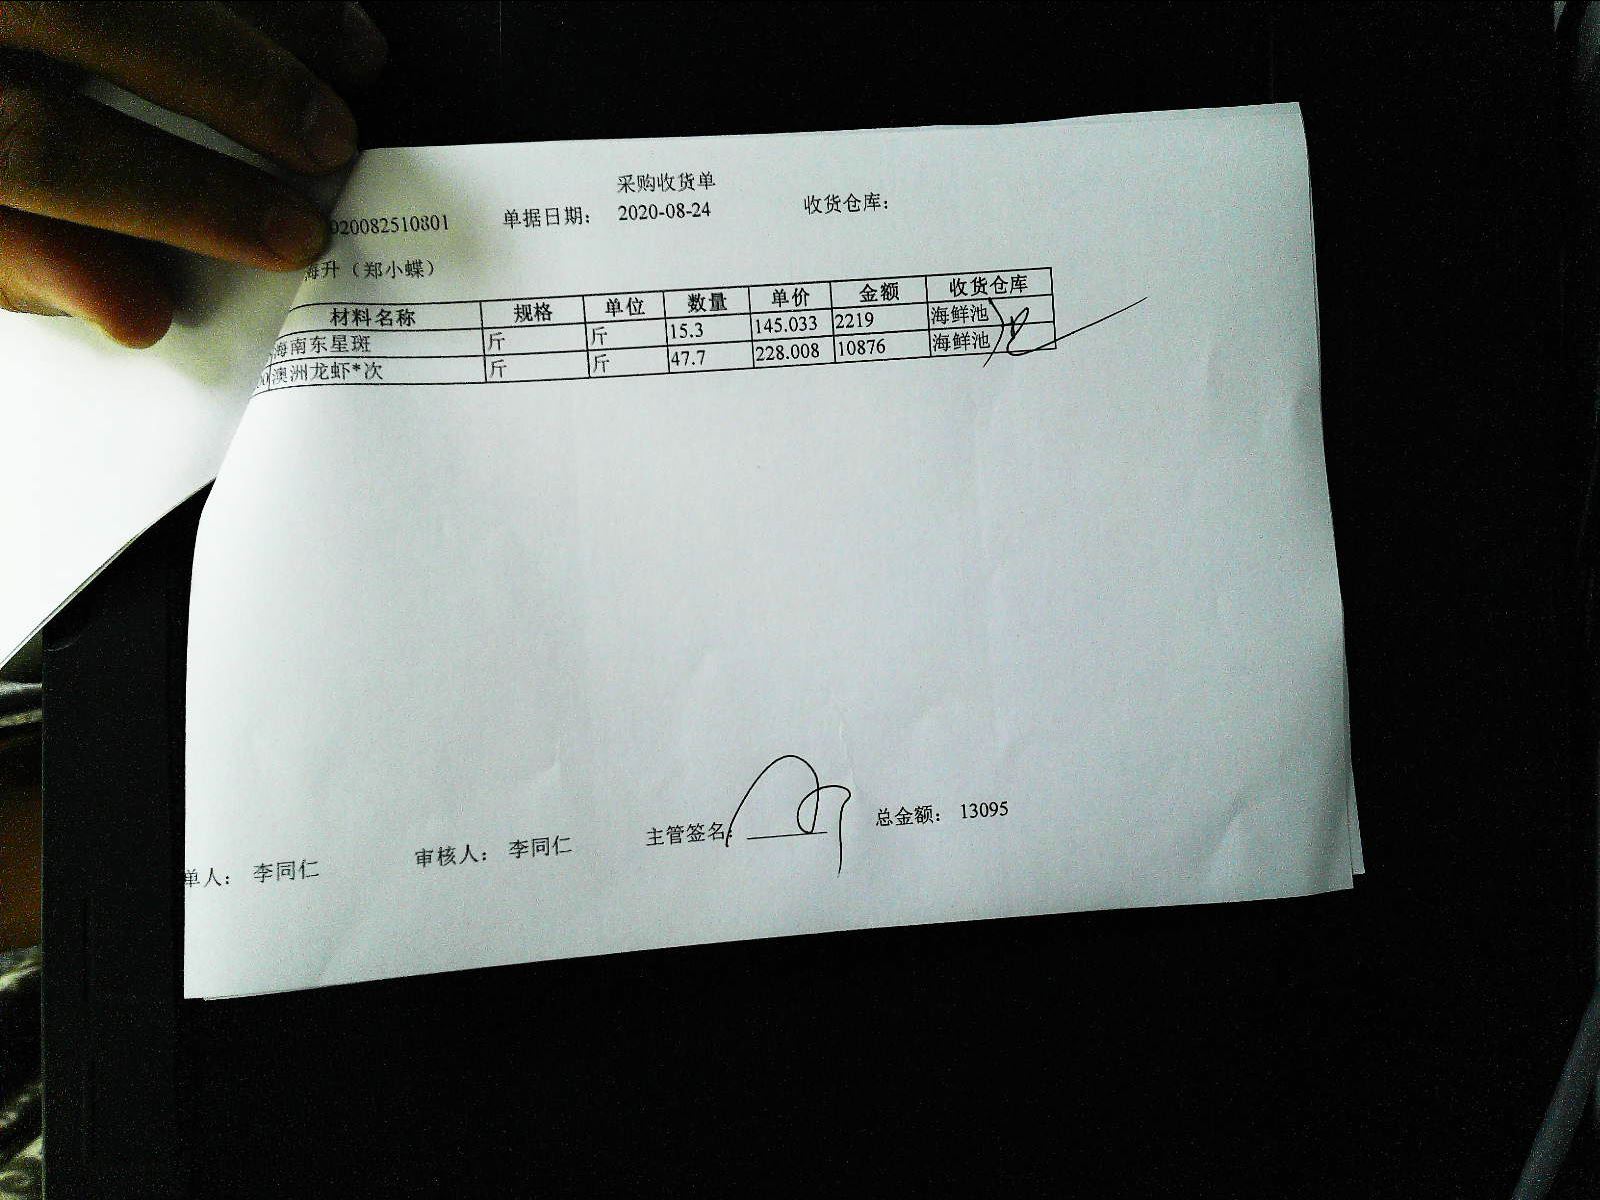 采购收货单
020082510801 单据日期： 2020-08-24 收货仓库：
海升（郑小蝶）
材料名称 规格 单位 数量 单价 金额 收货仓库
海南东星斑 斤 斤 15.3 145.033 2219 海鲜池
澳洲龙虾*次 斤 斤 47.7 228.008 10876 海鲜池
单人： 李同仁 审核人： 李同仁 主管签名： 总金额： 13095